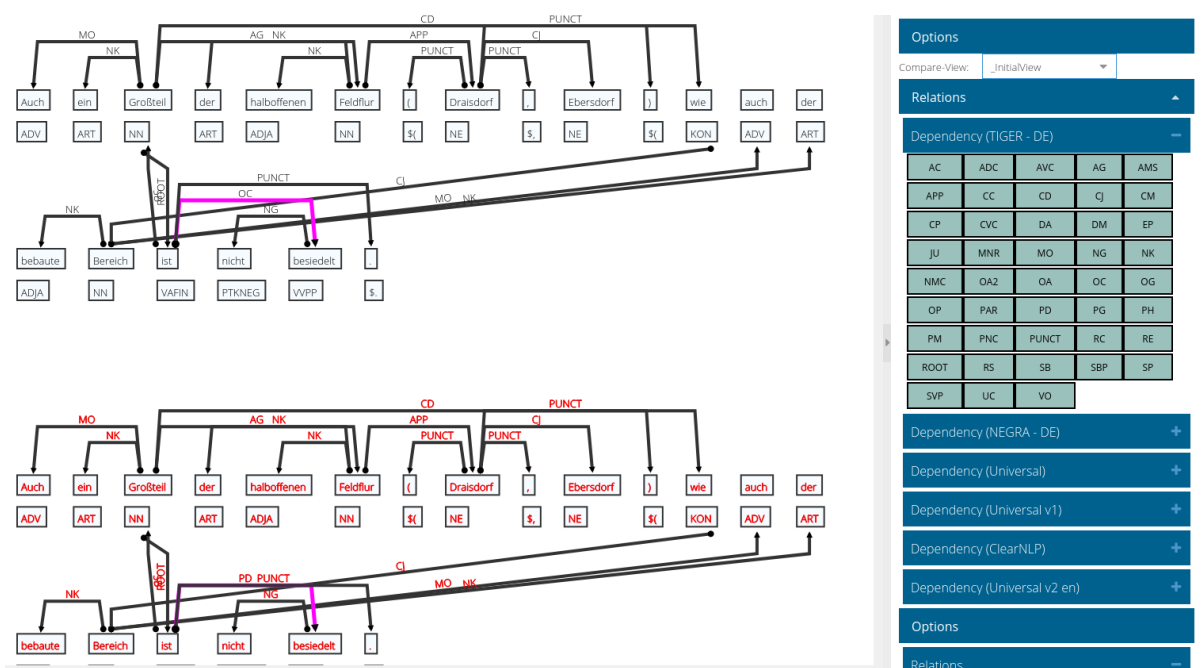 CD PUNCT
MO AG NK APP CJ
NK NK PUNCT PUNCT
Auch ein Großteil der halboffenen Feldflur ( Draisdorf , Ebersdorf ) wie auch der
ADV ART NN ART ADJA NN $( NE $, NE $( KON ADV ART
PUNCT CJ
ROOT OC MO NK
NK NG
bebaute Bereich ist nicht besiedelt .
ADJA NN VAFIN PTKNEG VVPP $.
CD PUNCT
MO AG NK APP CJ
NK NK PUNCT PUNCT
Auch ein Großteil der halboffenen Feldflur ( Draisdorf , Ebersdorf ) wie auch der
ADV ART NN ART ADJA NN $( NE $, NE $( KON ADV ART
CJ
ROOT PD PUNCT MO NK
NK NG
bebaute Bereich ist nicht besiedelt .
Options
Compare-View: _InitialView
Relations
Dependency (TIGER - DE)
AC ADC AVC AG AMS
APP CC CD CJ CM
CP CVC DA DM EP
JU MNR MO NG NK
NMC OA2 OA OC OG
OP PAR PD PG PH
PM PNC PUNCT RC RE
ROOT RS SB SBP SP
SVP UC VO
Dependency (NEGRA - DE)
Dependency (Universal)
Dependency (Universal v1)
Dependency (ClearNLP)
Dependency (Universal v2 en)
Options
Relations